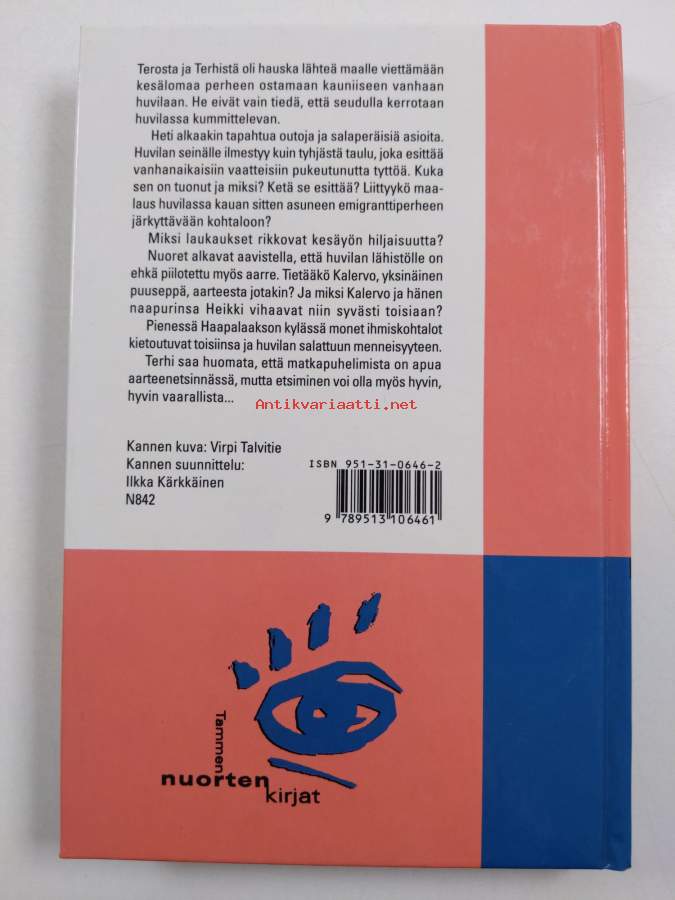 Terosta ja Terhistä oli hauska lähteä maalle viettämään
kesälomaa perheen ostamaan kauniiseen vanhaan
huvilaan. He eivät vain tiedä, että seudulla kerrotaan
huvilassa kummittelevan.
Heti alkaakin tapahtua outoja ja salaperäisiä asioita.
Huvilan seinälle ilmestyy kuin tyhjästä taulu, joka esittää
vanhanaikaisiin vaatteisiin pukeutunutta tyttöä. Kuka
sen on tuonut ja miksi? Ketä se esittää? Liittyykö maa-
laus huvilassa kauan sitten asuneen emigranttiperheen
järkyttävään kohtaloon?
Miksi laukaukset rikkovat kesäyön hiljaisuutta?
Nuoret alkavat aavistella, että huvilan lähistölle on
ehkä piilotettu myös aarre. Tietääkö Kalervo, yksinäinen
puuseppä, aarteesta jotakin? Ja miksi Kalervo ja hänen
naapurinsa Heikki vihaavat niin syvästi toisiaan?
Pienessä Haapalaakson kylässä monet ihmiskohtalot
kietoutuvat toisiinsa ja huvilan salattuun menneisyyteen.
Terhi saa huomata, että matkapuhelimista on apua
aarteenetsinnässä, mutta etsiminen voi olla myös hyvin,
hyvin vaarallista...
Antikvariaatti.net
Kannen kuva: Virpi Talvitie
Kannen suunnittelu:
Ilkka Kärkkäinen
N842
ISBN 951-31-0646-2
9 789513 106461
Tammen
nuorten
kirjat